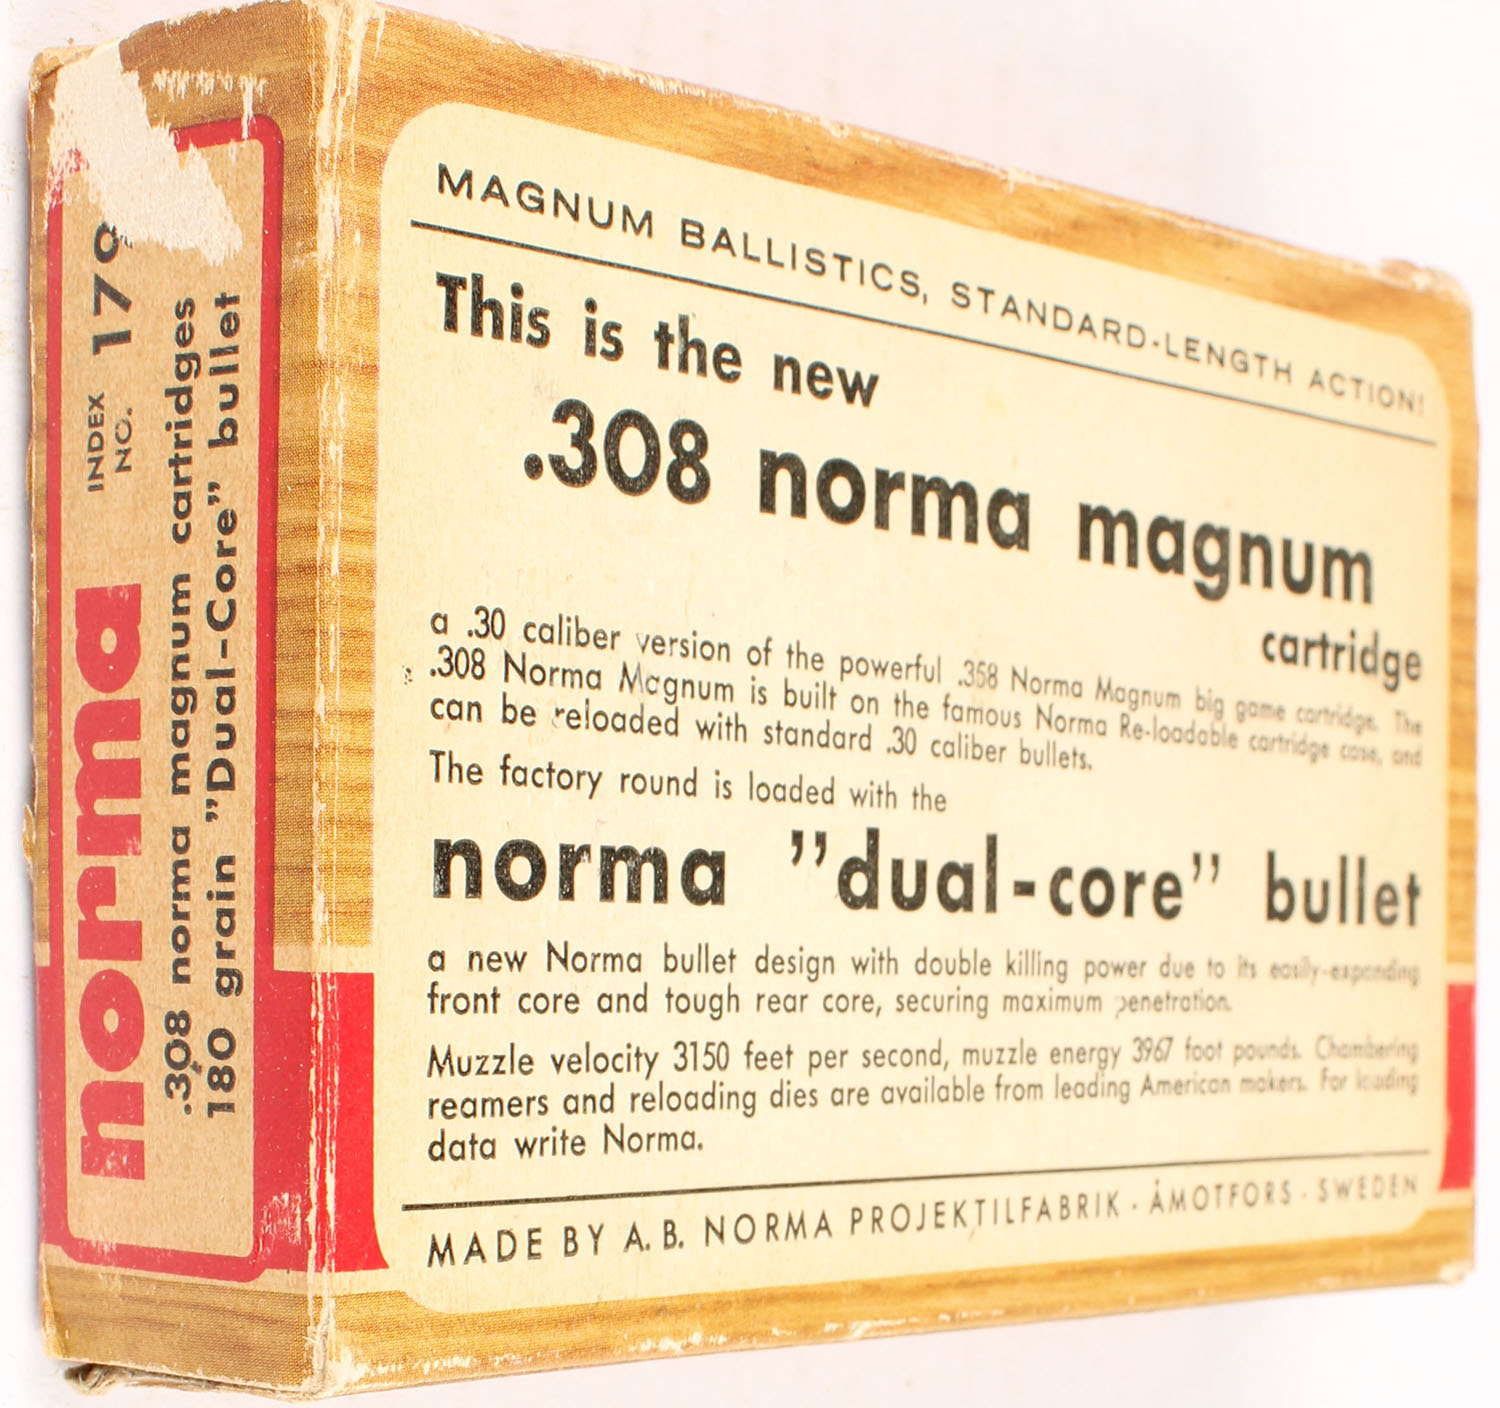 norma
INDEX
NO. 179
.308 norma magnum cartridges
180 grain "Dual-Core" bullet
MAGNUM BALLISTICS, STANDARD-LENGTH ACTION!
This is the new
.308 norma magnum
cartridge
a .30 caliber version of the powerful .358 Norma Magnum big game cartridge. The
.308 Norma Magnum is built on the famous Norma Re-loadable cartridge case, and
can be reloaded with standard .30 caliber bullets.
The factory round is loaded with the
norma "dual-core" bullet
a new Norma bullet design with double killing power due to its easily-expanding
front core and tough rear core, securing maximum penetration.
Muzzle velocity 3150 feet per second, muzzle energy 3967 foot pounds. Chambering
reamers and reloading dies are available from leading American makers. For loading
data write Norma.
MADE BY A. B. NORMA PROJEKTILFABRIK · ÅMOTFORS · SWEDEN